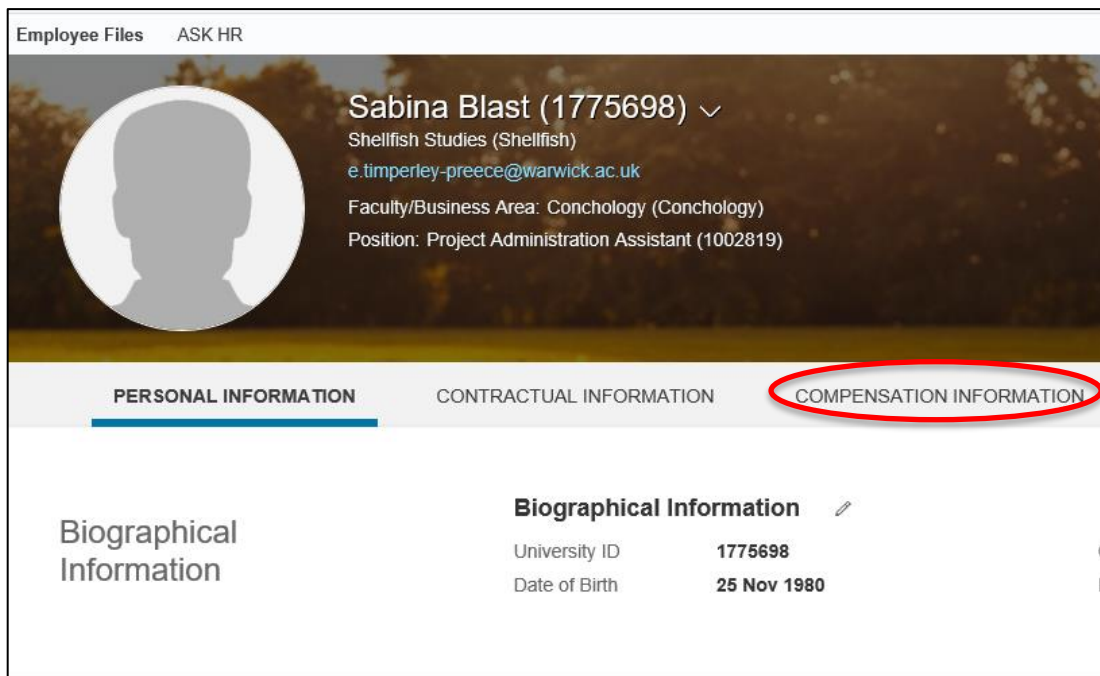 Employee Files ASK HR
Sabina Blast (1775698)
Shellfish Studies (Shellfish)
e.timperley-preece@warwick.ac.uk
Faculty/Business Area: Conchology (Conchology)
Position: Project Administration Assistant (1002819)
PERSONAL INFORMATION CONTRACTUAL INFORMATION COMPENSATION INFORMATION
Biographical
Information
Biographical Information
University ID 1775698
Date of Birth 25 Nov 1980